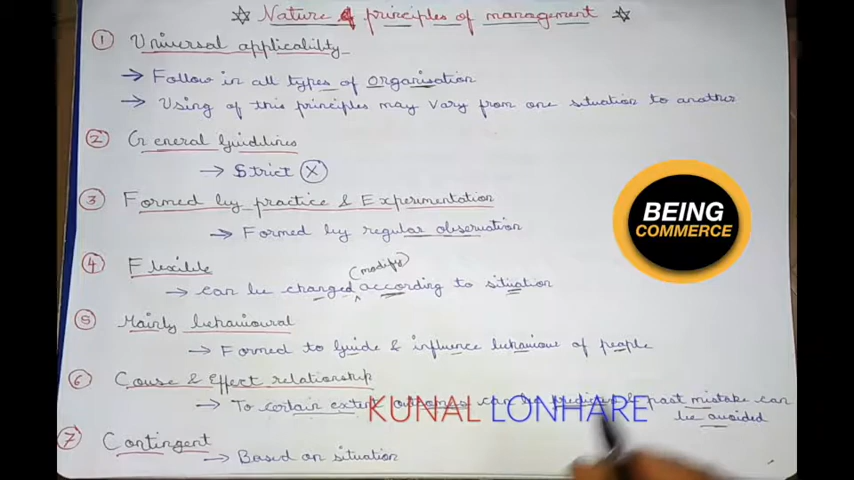 ☆ Nature of principles of management ☆
① Universal applicability
→ Follow in all types of organisation
→ Using of this principles may vary from one situation to another
② General guidelines
→ Strict ⓧ
③ Formed by practice & Experimentation
→ Formed by regular observation
④ Flexible
(modify)
→ can be changed according to situation
⑤ Mainly behavioural
→ Formed to guide & influence behaviour of people
⑥ Cause & Effect relationship
→ To certain extent outcomes can be & past mistake can
be avoided
⑦ Contingent
→ Based on situation
BEING
COMMERCE
KUNAL LONHARE